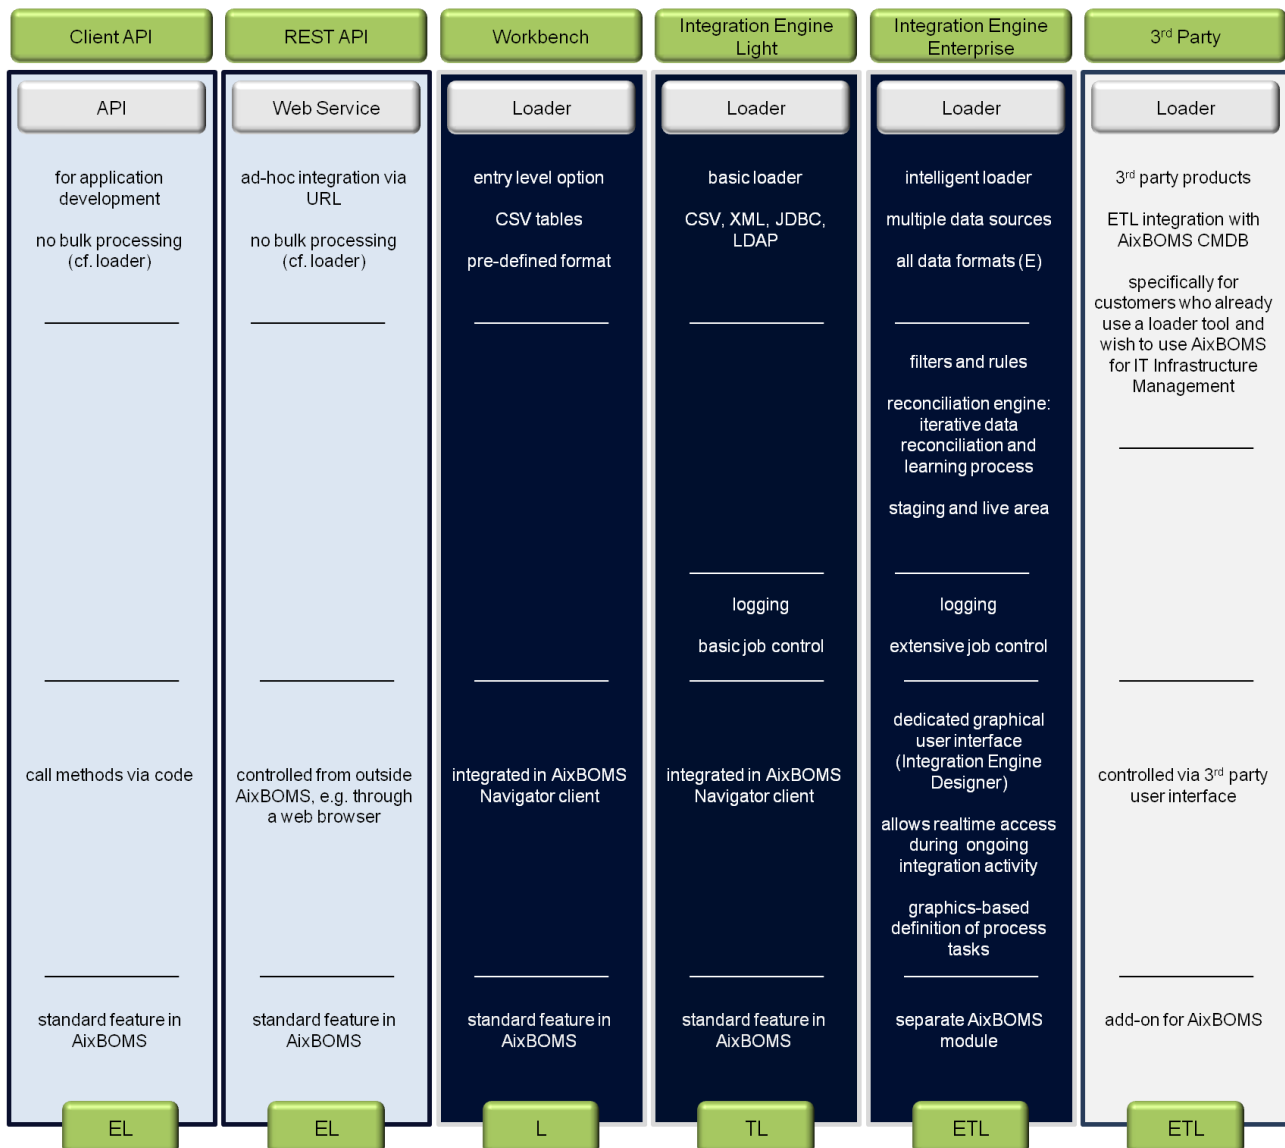 Client API
API
for application
development
no bulk processing
(cf. loader)
call methods via code
standard feature in
AixBOMS
EL
REST API
Web Service
ad-hoc integration via
URL
no bulk processing
(cf. loader)
controlled from outside
AixBOMS, e.g. through
a web browser
standard feature in
AixBOMS
EL
Workbench
Loader
entry level option
CSV tables
pre-defined format
integrated in AixBOMS
Navigator client
standard feature in
AixBOMS
L
Integration Engine
Light
Loader
basic loader
CSV, XML, JDBC,
LDAP
logging
basic job control
integrated in AixBOMS
Navigator client
standard feature in
AixBOMS
TL
Integration Engine
Enterprise
Loader
intelligent loader
multiple data sources
all data formats (E)
filters and rules
reconciliation engine:
iterative data
reconciliation and
learning process
staging and live area
logging
extensive job control
dedicated graphical
user interface
(Integration Engine
Designer)
allows realtime access
during ongoing
integration activity
graphics-based
definition of process
tasks
separate AixBOMS
module
ETL
3rd Party
Loader
3rd party products
ETL integration with
AixBOMS CMDB
specifically for
customers who already
use a loader tool and
wish to use AixBOMS
for IT Infrastructure
Management
controlled via 3rd party
user interface
add-on for AixBOMS
ETL